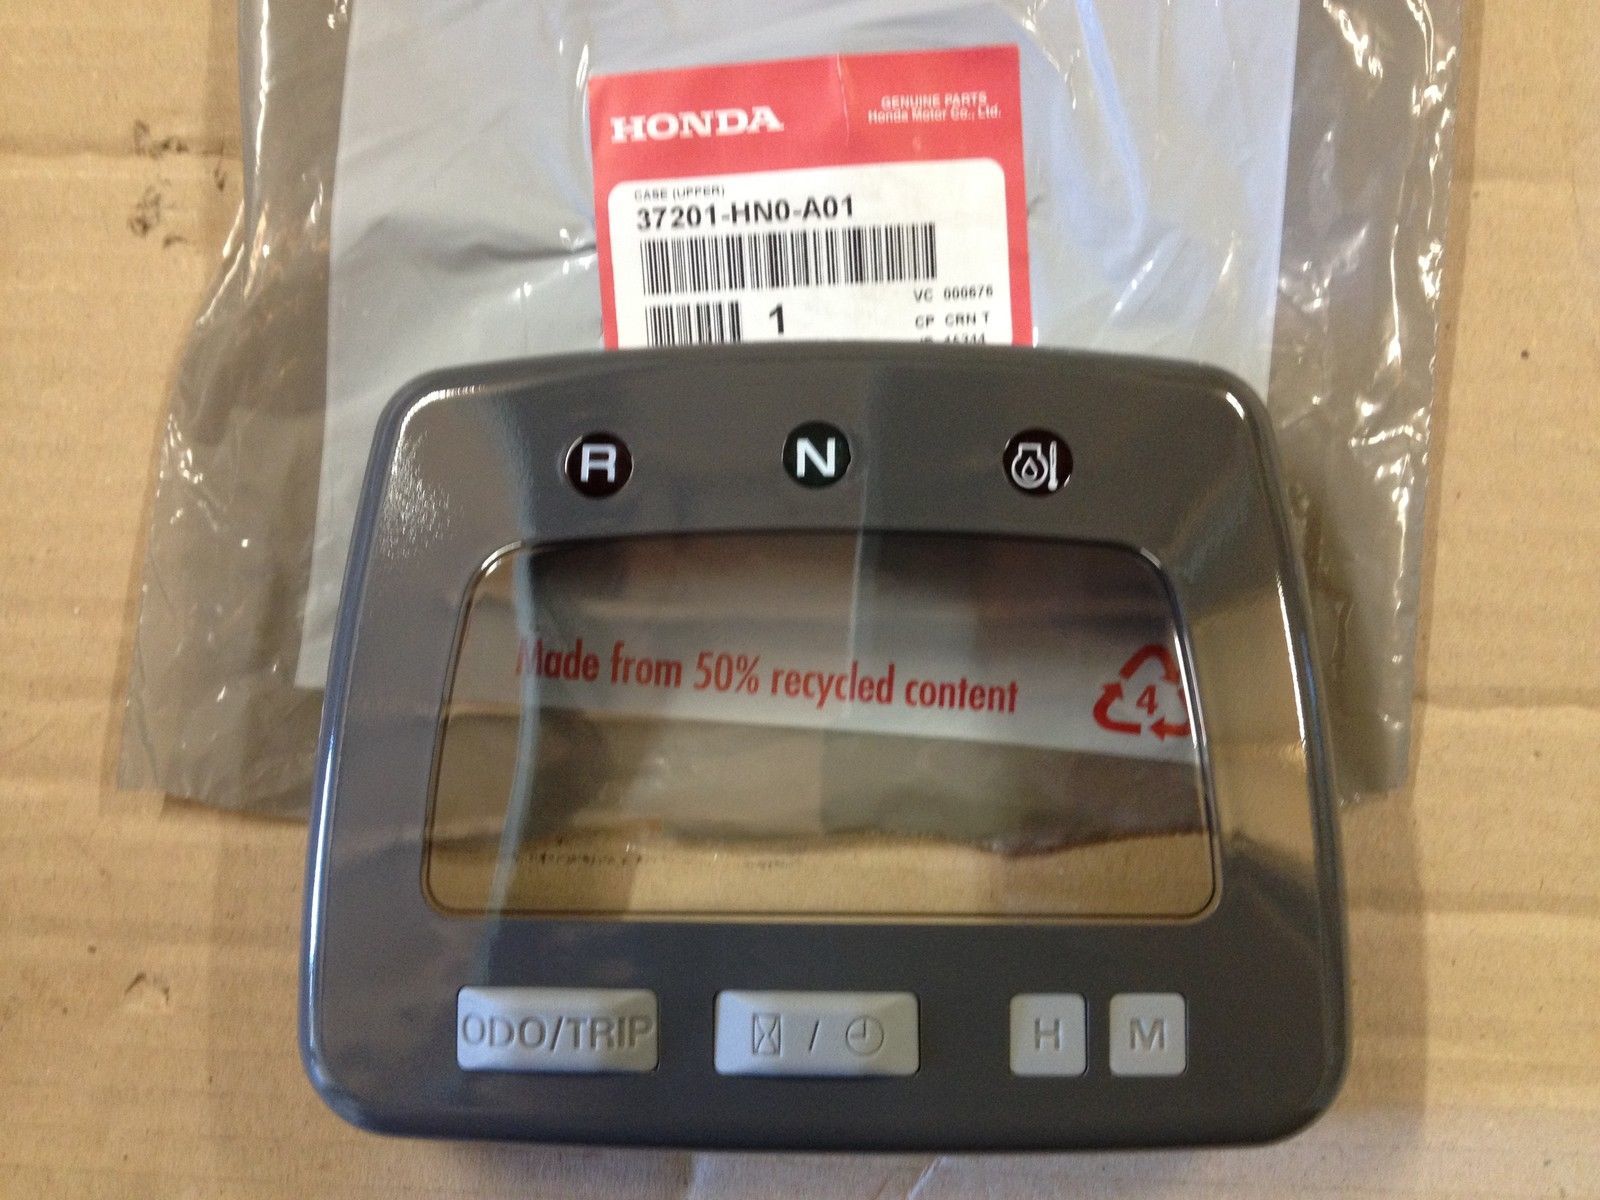 HONDA
GENUINE PARTS
Honda Motor Co., Ltd.
CASE (UPPER)
37201-HN0-A01
VC 000676
1
CP CRN T
R
N
Made from 50% recycled content
4
ODO/TRIP
/
H
M